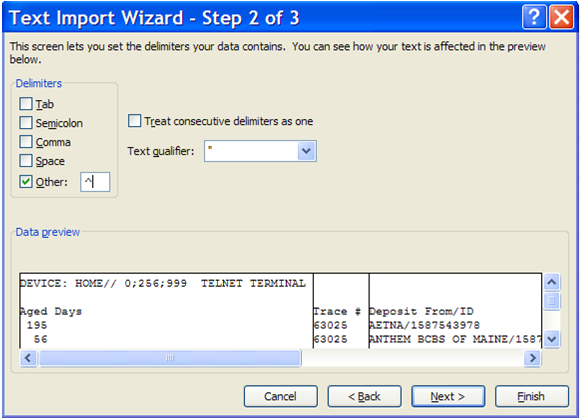 Text Import Wizard - Step 2 of 3
This screen lets you set the delimiters your data contains.  You can see how your text is affected in the preview
below.
Delimiters
Tab
Semicolon
Comma
Space
Other: ^
Treat consecutive delimiters as one
Text qualifier: "
Data preview
DEVICE: HOME// 0;256;999  TELNET TERMINAL
Aged Days Trace # Deposit From/ID
195 63025 AETNA/1587543978
56 63025 ANTHEM BCBS OF MAINE/1587
Cancel < Back Next > Finish